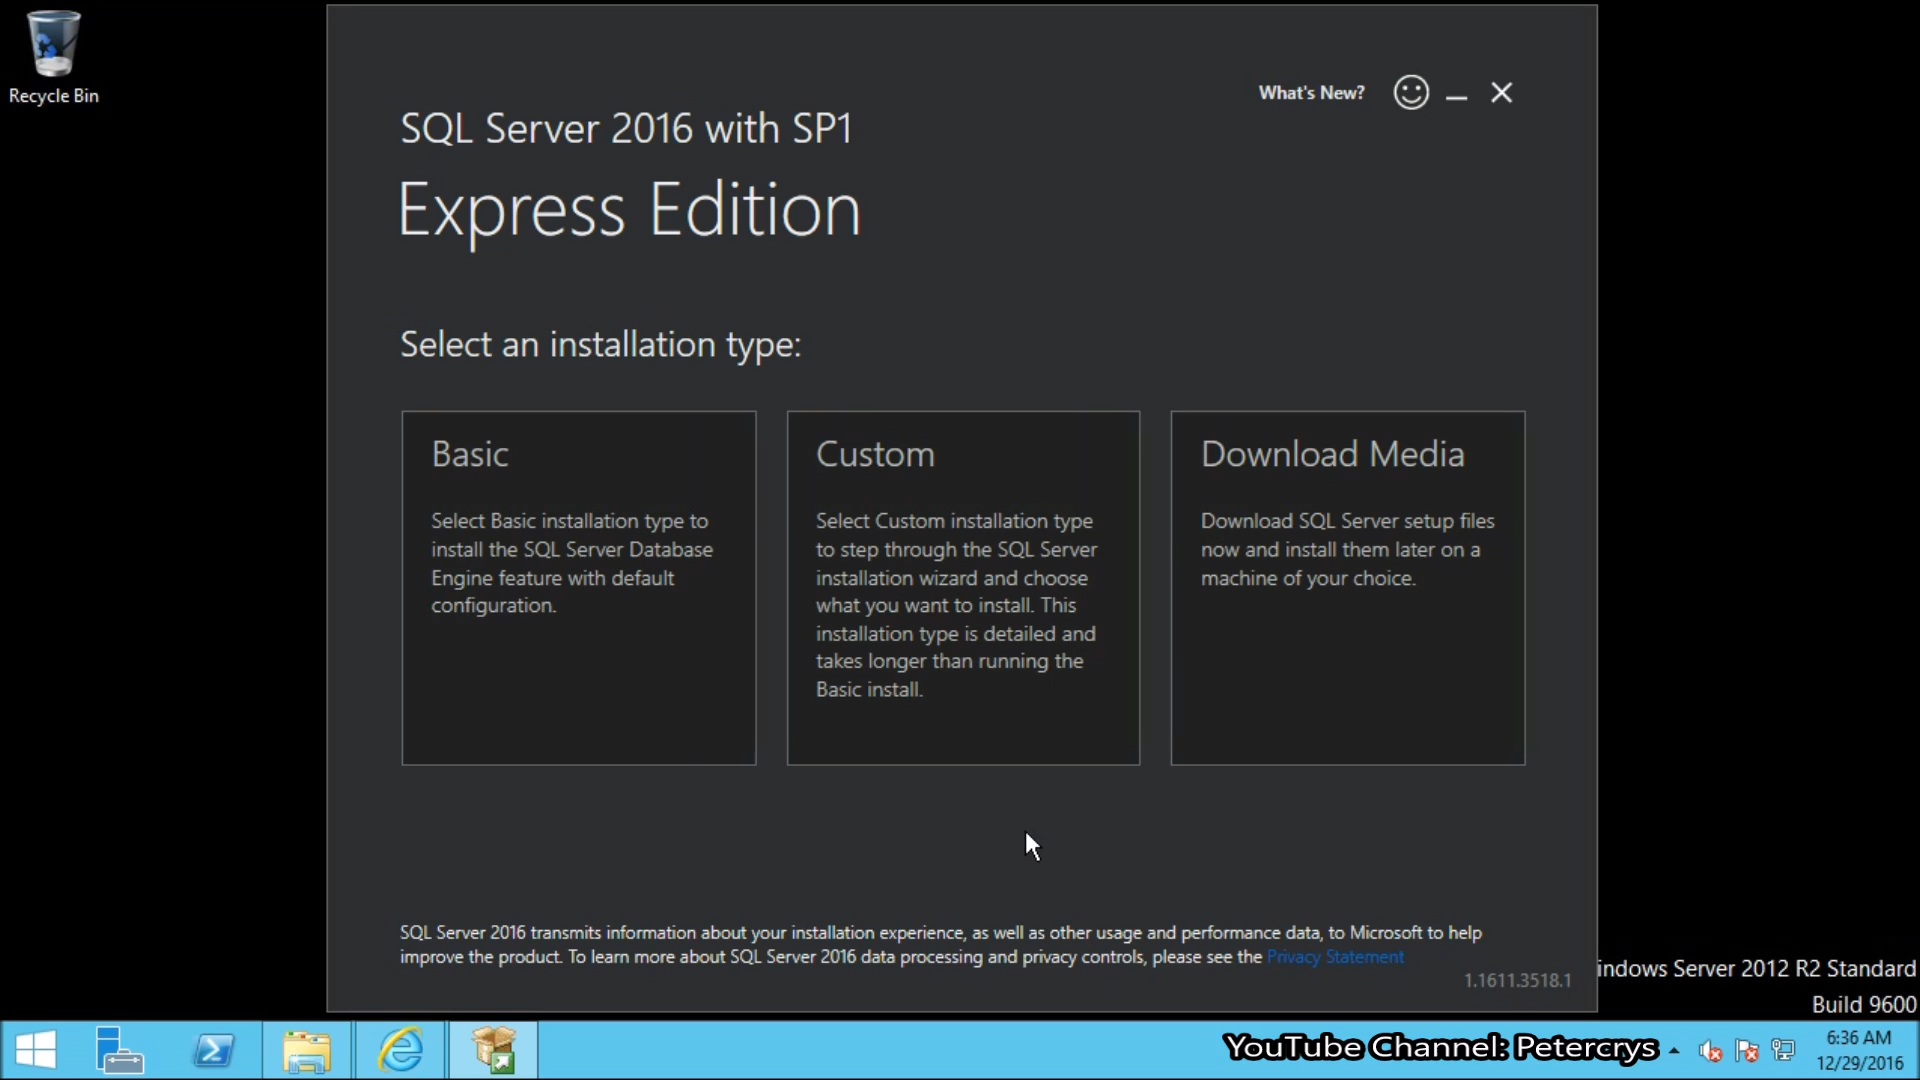 Recycle Bin
What's New?
SQL Server 2016 with SP1
Express Edition
Select an installation type:
Basic
Select Basic installation type to
install the SQL Server Database
Engine feature with default
configuration.
Custom
Select Custom installation type
to step through the SQL Server
installation wizard and choose
what you want to install. This
installation type is detailed and
takes longer than running the
Basic install.
Download Media
Download SQL Server setup files
now and install them later on a
machine of your choice.
SQL Server 2016 transmits information about your installation experience, as well as other usage and performance data, to Microsoft to help
improve the product. To learn more about SQL Server 2016 data processing and privacy controls, please see the Privacy Statement
1.1611.3518.1
indows Server 2012 R2 Standard
Build 9600
YouTube Channel: Petercrys
6:36 AM
12/29/2016